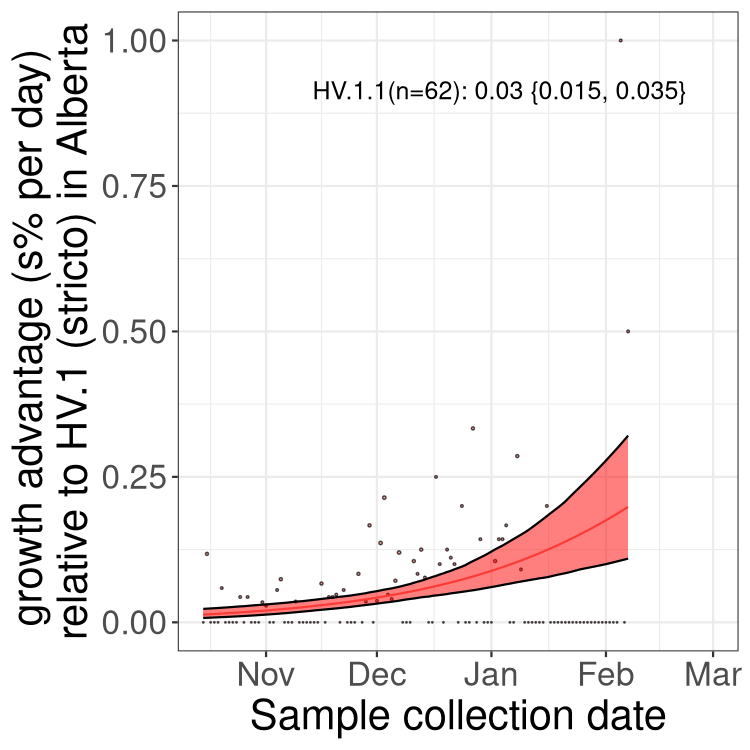 growth advantage (s% per day)
relative to HV.1 (stricto) in Alberta
1.00
HV.1.1(n=62): 0.03 {0.015, 0.035}
0.75
0.50
0.25
0.00
Nov Dec Jan Feb Mar
Sample collection date